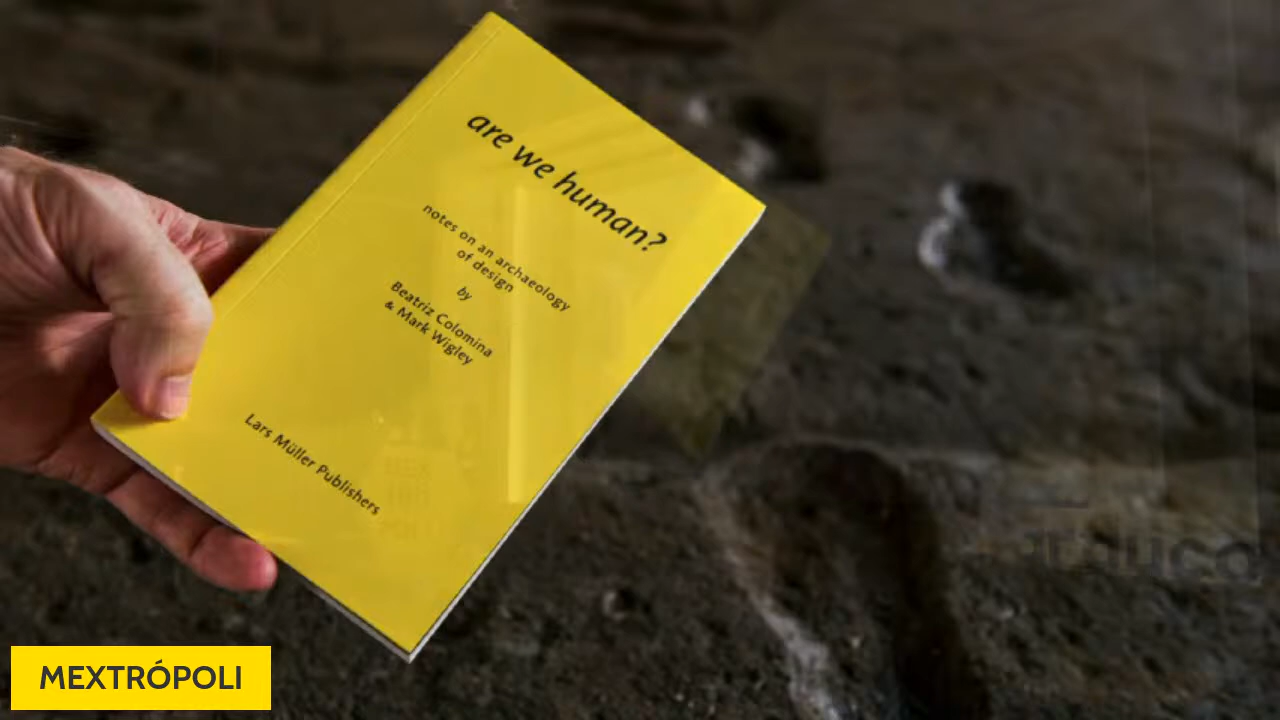 are we human?
notes on an archaeology
of design
by
Beatriz Colomina
& Mark Wigley
Lars Müller Publishers
MEXTRÓPOLI